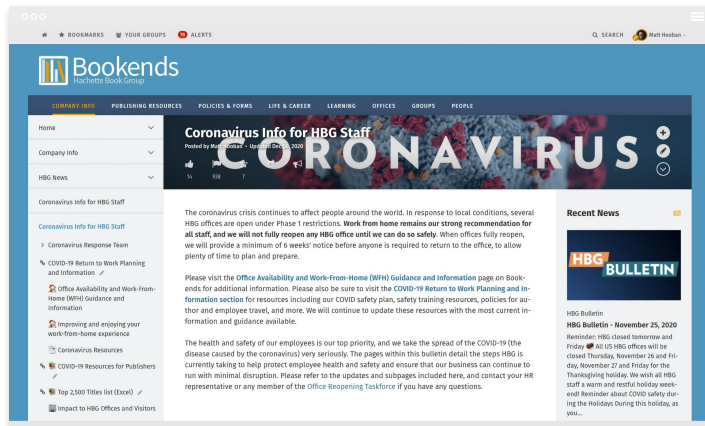 BOOKMARKS YOUR GROUPS ALERTS
SEARCH Matt Hooban
Bookends
Hachette Book Group
COMPANY INFO PUBLISHING RESOURCES POLICIES & FORMS LIFE & CAREER LEARNING OFFICES GROUPS PEOPLE
Home
Company Info
HBG News
Coronavirus Info for HBG Staff
Coronavirus Info for HBG Staff
Coronavirus Response Team
COVID-19 Return to Work Planning
and Information
Office Availability and Work-From-
Home (WFH) Guidance and
Information
Improving and enjoying your
work-from-home experience
Coronavirus Resources
COVID-19 Resources for Publishers
Top 2,500 Titles list (Excel)
Impact to HBG Offices and Visitors
CORONAVIRUS
Coronavirus Info for HBG Staff
Posted by Matt Hooban • Updated Dec 2020
14 938 7
The coronavirus crisis continues to affect people around the world. In response to local conditions, several
HBG offices are open under Phase 1 restrictions. Work from home remains our strong recommendation for
all staff, and we will not fully reopen any HBG office until we can do so safely. When offices fully reopen,
we will provide a minimum of 6 weeks' notice before anyone is required to return to the office, to allow
plenty of time to plan and prepare.
Please visit the Office Availability and Work-From-Home (WFH) Guidance and Information page on Book-
ends for additional information. Please also be sure to visit the COVID-19 Return to Work Planning and In-
formation section for resources including our COVID safety plan, safety training resources, policies for au-
thor and employee travel, and more. We will continue to update these resources with the most current in-
formation and guidance available.
The health and safety of our employees is our top priority, and we take the spread of the COVID-19 (the
disease caused by the coronavirus) very seriously. The pages within this bulletin detail the steps HBG is
currently taking to help protect employee health and safety and ensure that our business can continue to
run with minimal disruption. Please refer to the updates and subpages included here, and contact your HR
representative or any member of the Office Reopening Taskforce if you have any questions.
Recent News
HBG
BULLETIN
HBG Bulletin
HBG Bulletin - November 25, 2020
Reminder: HBG closed tomorrow and
Friday All US HBG offices will be
closed Thursday, November 26 and Fri-
day, November 27 and Friday for the
Thanksgiving holiday. We wish all HBG
staff a warm and restful holiday week-
end! Reminder about COVID safety dur-
ing the Holidays During this holiday, as
you...